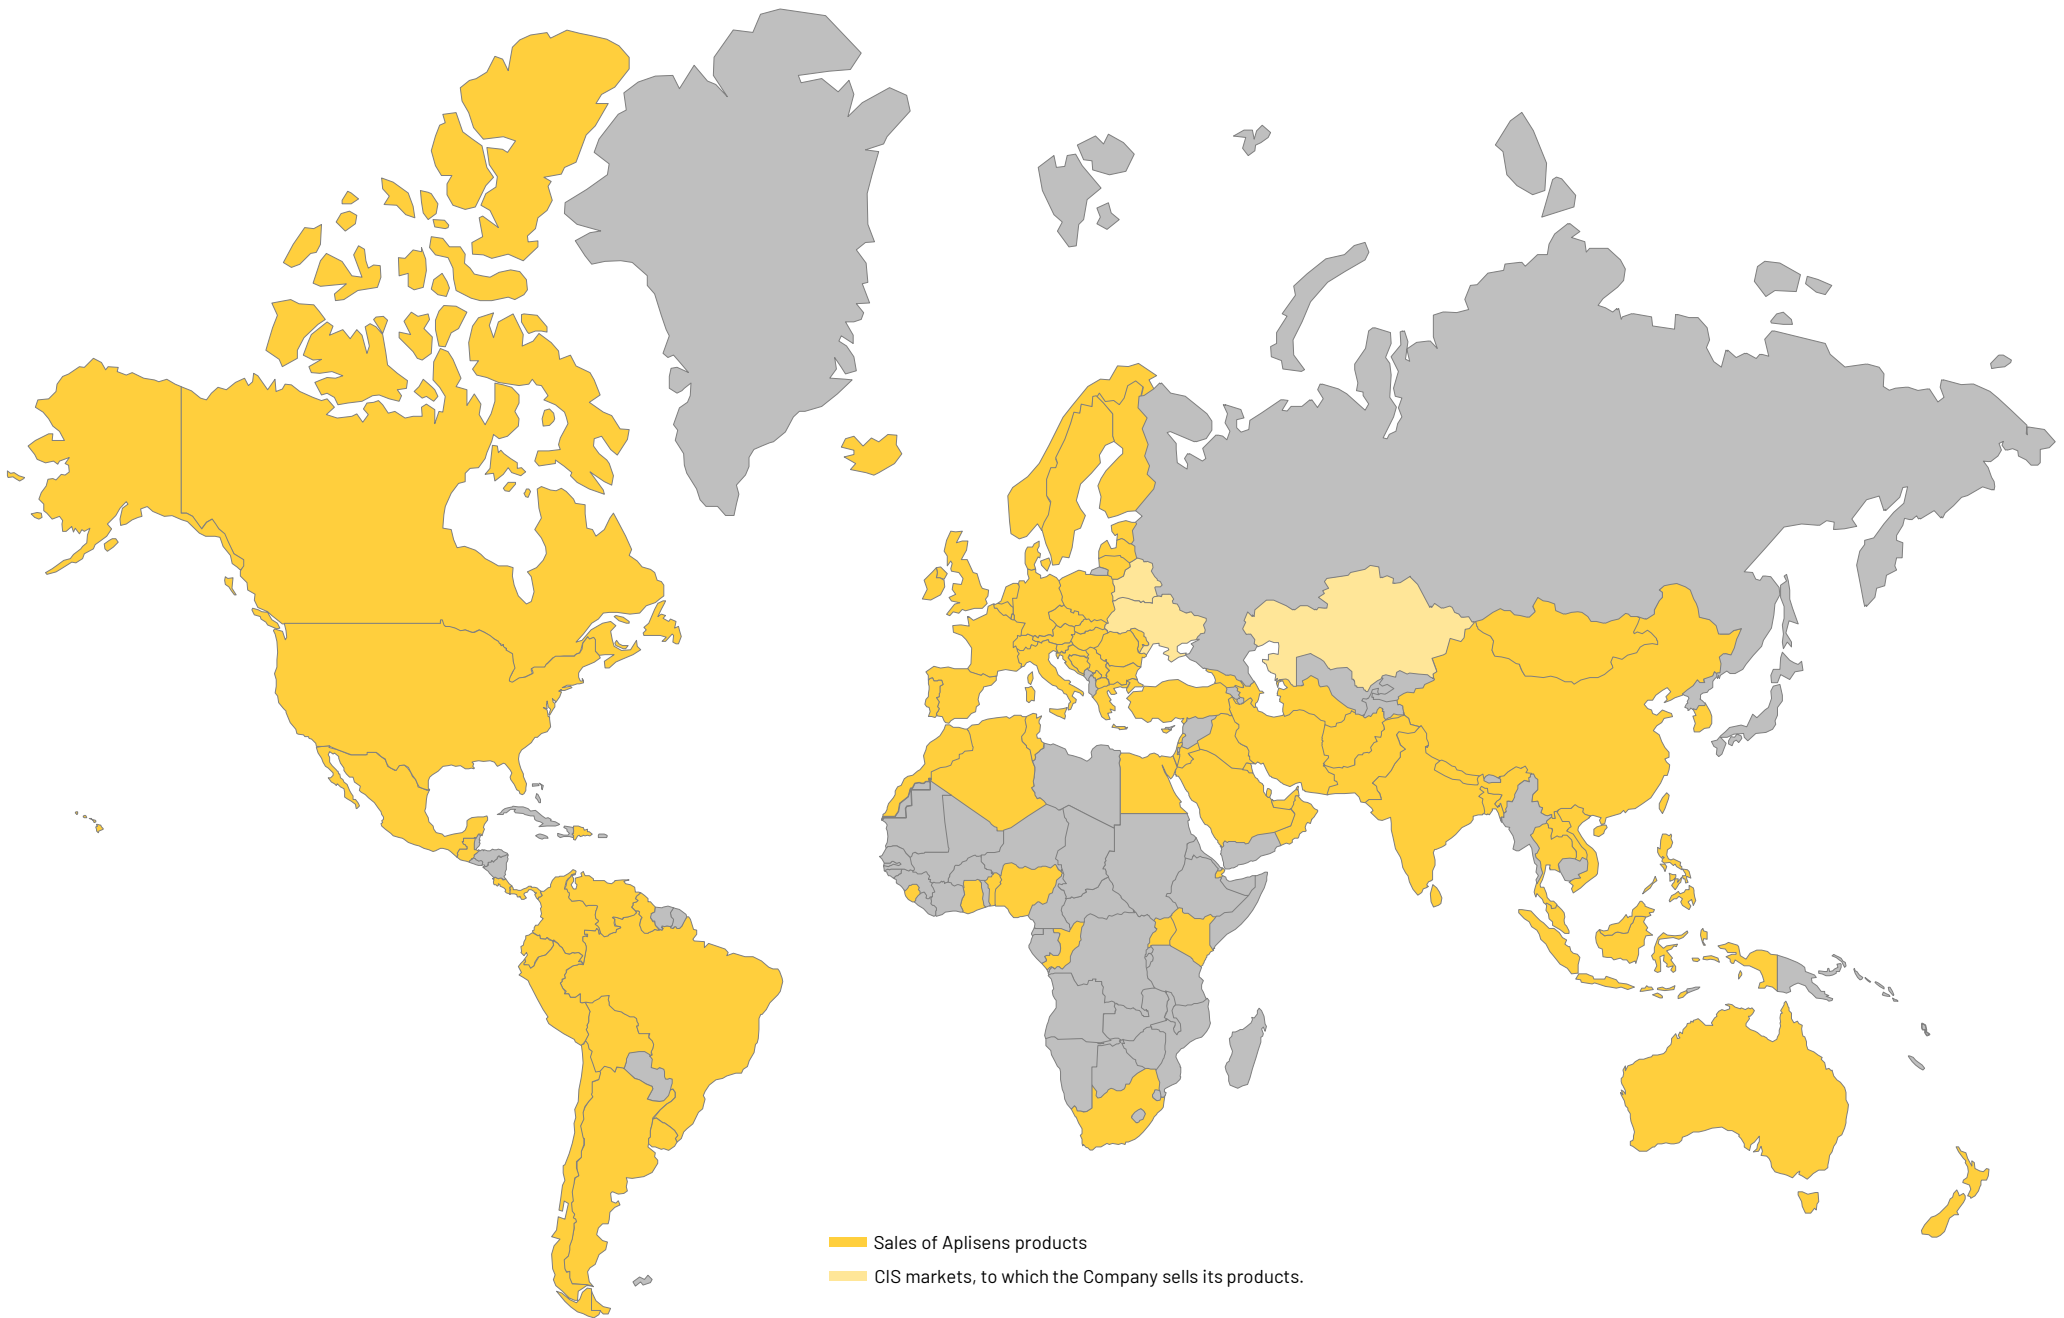 Sales of Aplisens products
CIS markets, to which the Company sells its products.